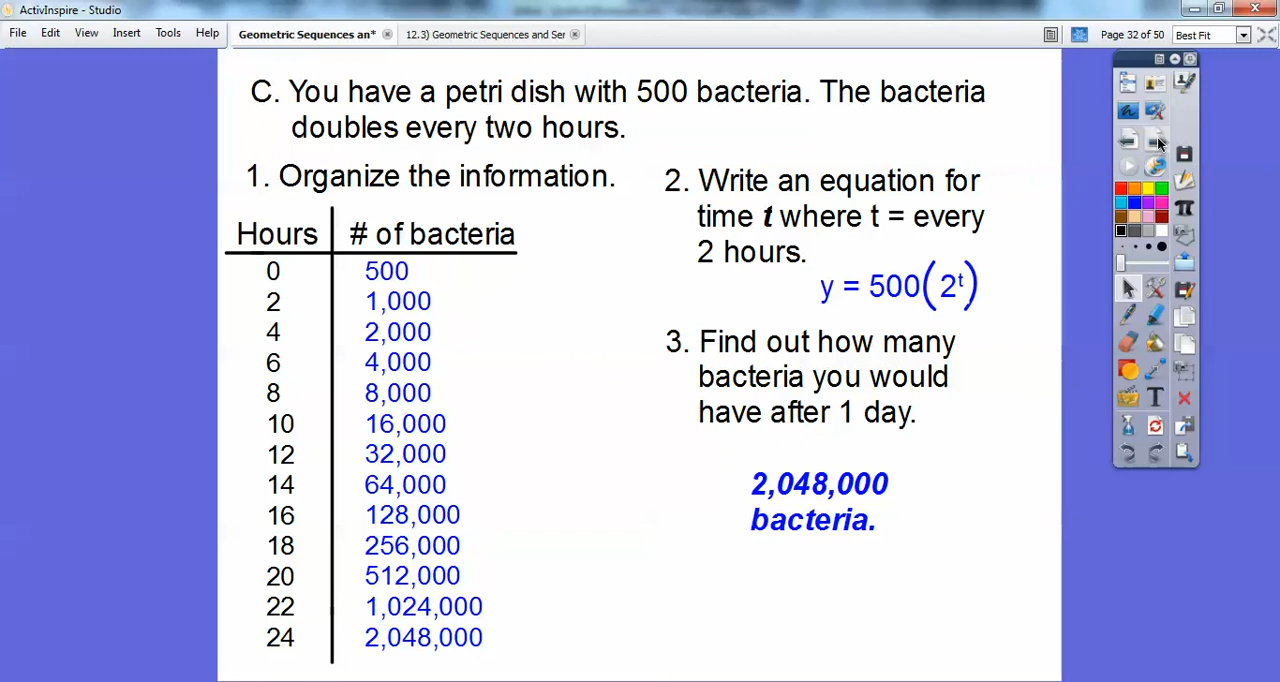 ActivInspire - Studio
File Edit View Insert Tools Help
Geometric Sequences an* 12.3) Geometric Sequences and Ser
Page 32 of 50 Best Fit
C. You have a petri dish with 500 bacteria. The bacteria
doubles every two hours.
1. Organize the information.
Hours # of bacteria
0 500
2 1,000
4 2,000
6 4,000
8 8,000
10 16,000
12 32,000
14 64,000
16 128,000
18 256,000
20 512,000
22 1,024,000
24 2,048,000
2. Write an equation for
time t where t = every
2 hours.
y = 500(2ᵗ)
3. Find out how many
bacteria you would
have after 1 day.
2,048,000
bacteria.